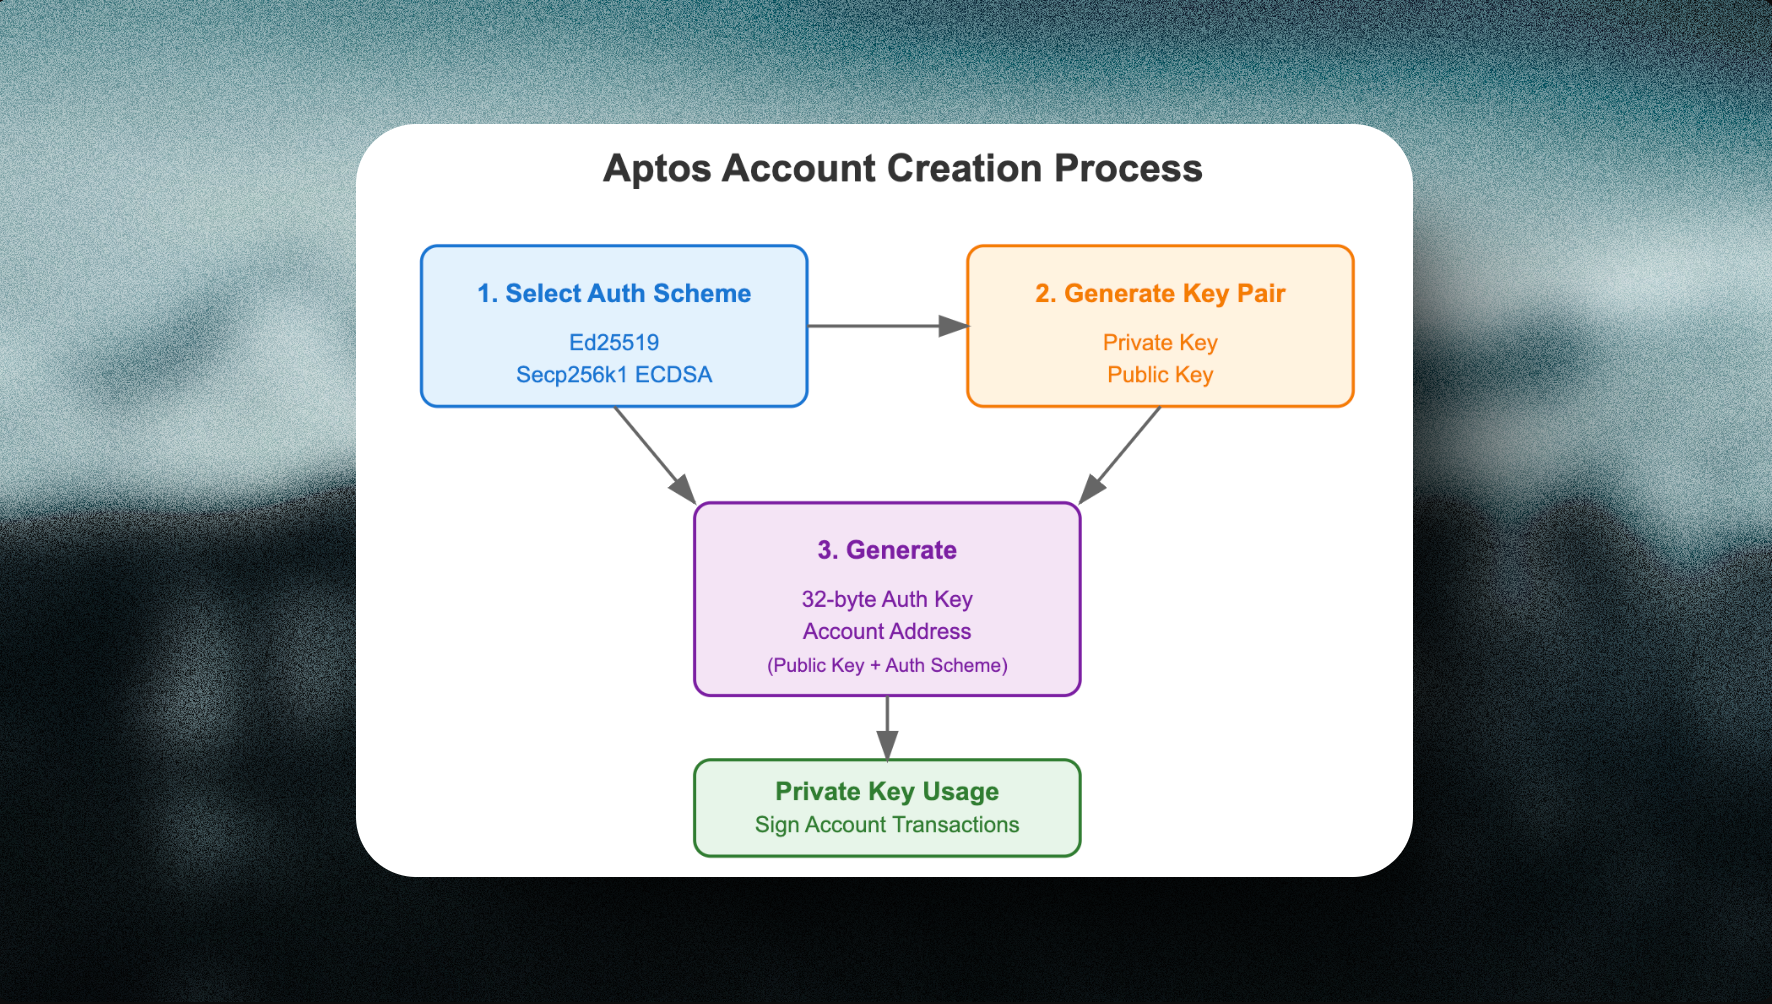 Aptos Account Creation Process
1. Select Auth Scheme
Ed25519
Secp256k1 ECDSA
2. Generate Key Pair
Private Key
Public Key
3. Generate
32-byte Auth Key
Account Address
(Public Key + Auth Scheme)
Private Key Usage
Sign Account Transactions